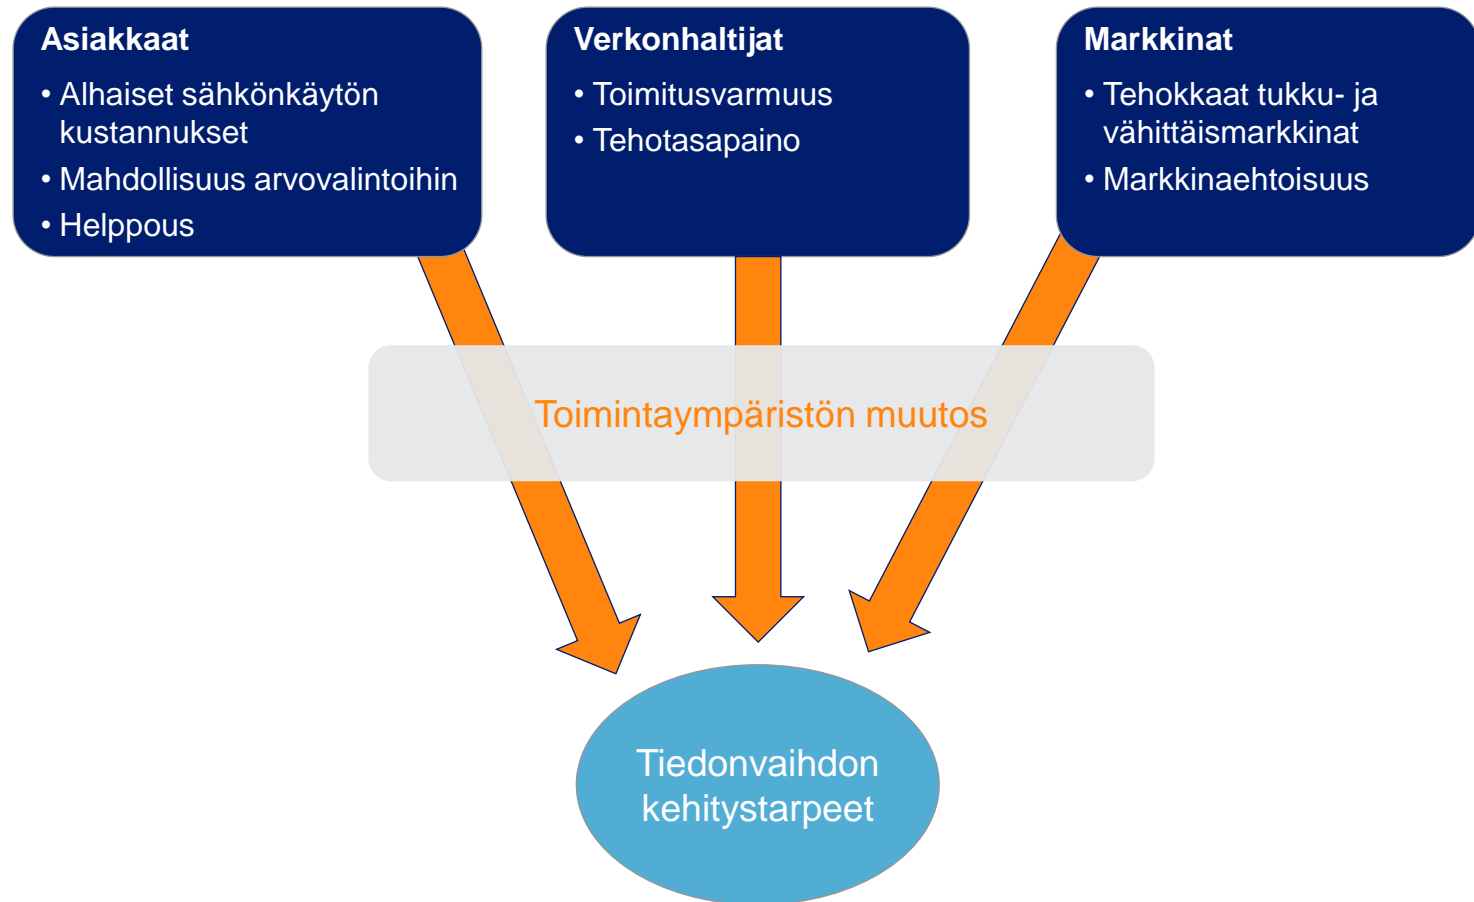 Asiakkaat
• Alhaiset sähkönkäytön
kustannukset
• Mahdollisuus arvovalintoihin
• Helppous
Verkonhaltijat
• Toimitusvarmuus
• Tehotasapaino
Markkinat
• Tehokkaat tukku- ja
vähittäismarkkinat
• Markkinaehtoisuus
Toimintaympäristön muutos
Tiedonvaihdon
kehitystarpeet